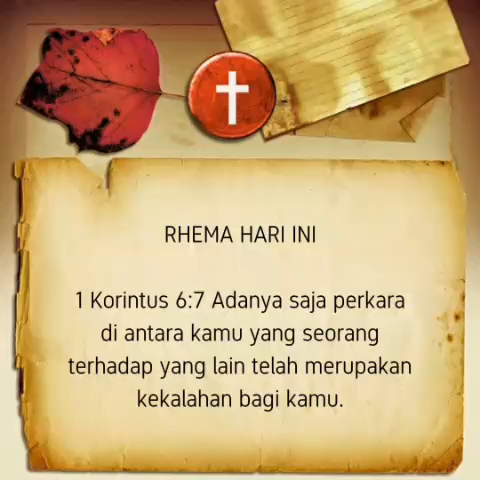 RHEMA HARI INI
1 Korintus 6:7 Adanya saja perkara
di antara kamu yang seorang
terhadap yang lain telah merupakan
kekalahan bagi kamu.